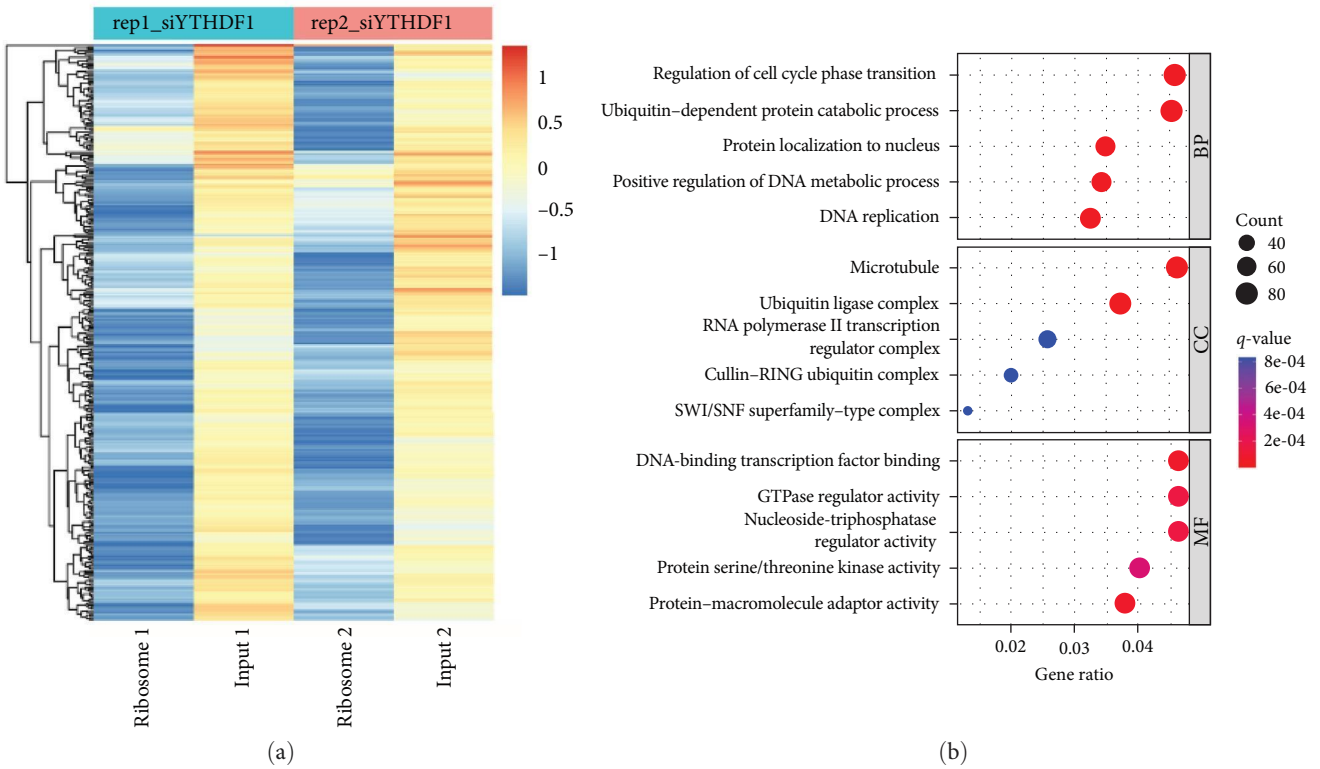 rep1_siYTHDF1
rep2_siYTHDF1
1
0.5
0
–0.5
–1
Ribosome 1
Input 1
Ribosome 2
Input 2
(a)
Regulation of cell cycle phase transition
Ubiquitin–dependent protein catabolic process
Protein localization to nucleus
Positive regulation of DNA metabolic process
DNA replication
BP
Microtubule
Ubiquitin ligase complex
RNA polymerase II transcription
regulator complex
Cullin–RING ubiquitin complex
SWI/SNF superfamily–type complex
CC
DNA-binding transcription factor binding
GTPase regulator activity
Nucleoside-triphosphatase
regulator activity
Protein serine/threonine kinase activity
Protein–macromolecule adaptor activity
MF
0.02
0.03
0.04
Gene ratio
Count
40
60
80
q-value
8e-04
6e-04
4e-04
2e-04
(b)